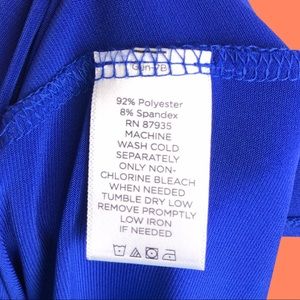 92% Polyester
8% Spandex
RN 87935
MACHINE
WASH COLD
SEPARATELY
ONLY NON-
CHLORINE BLEACH
WHEN NEEDED
TUMBLE DRY LOW
REMOVE PROMPTLY
LOW IRON
IF NEEDED